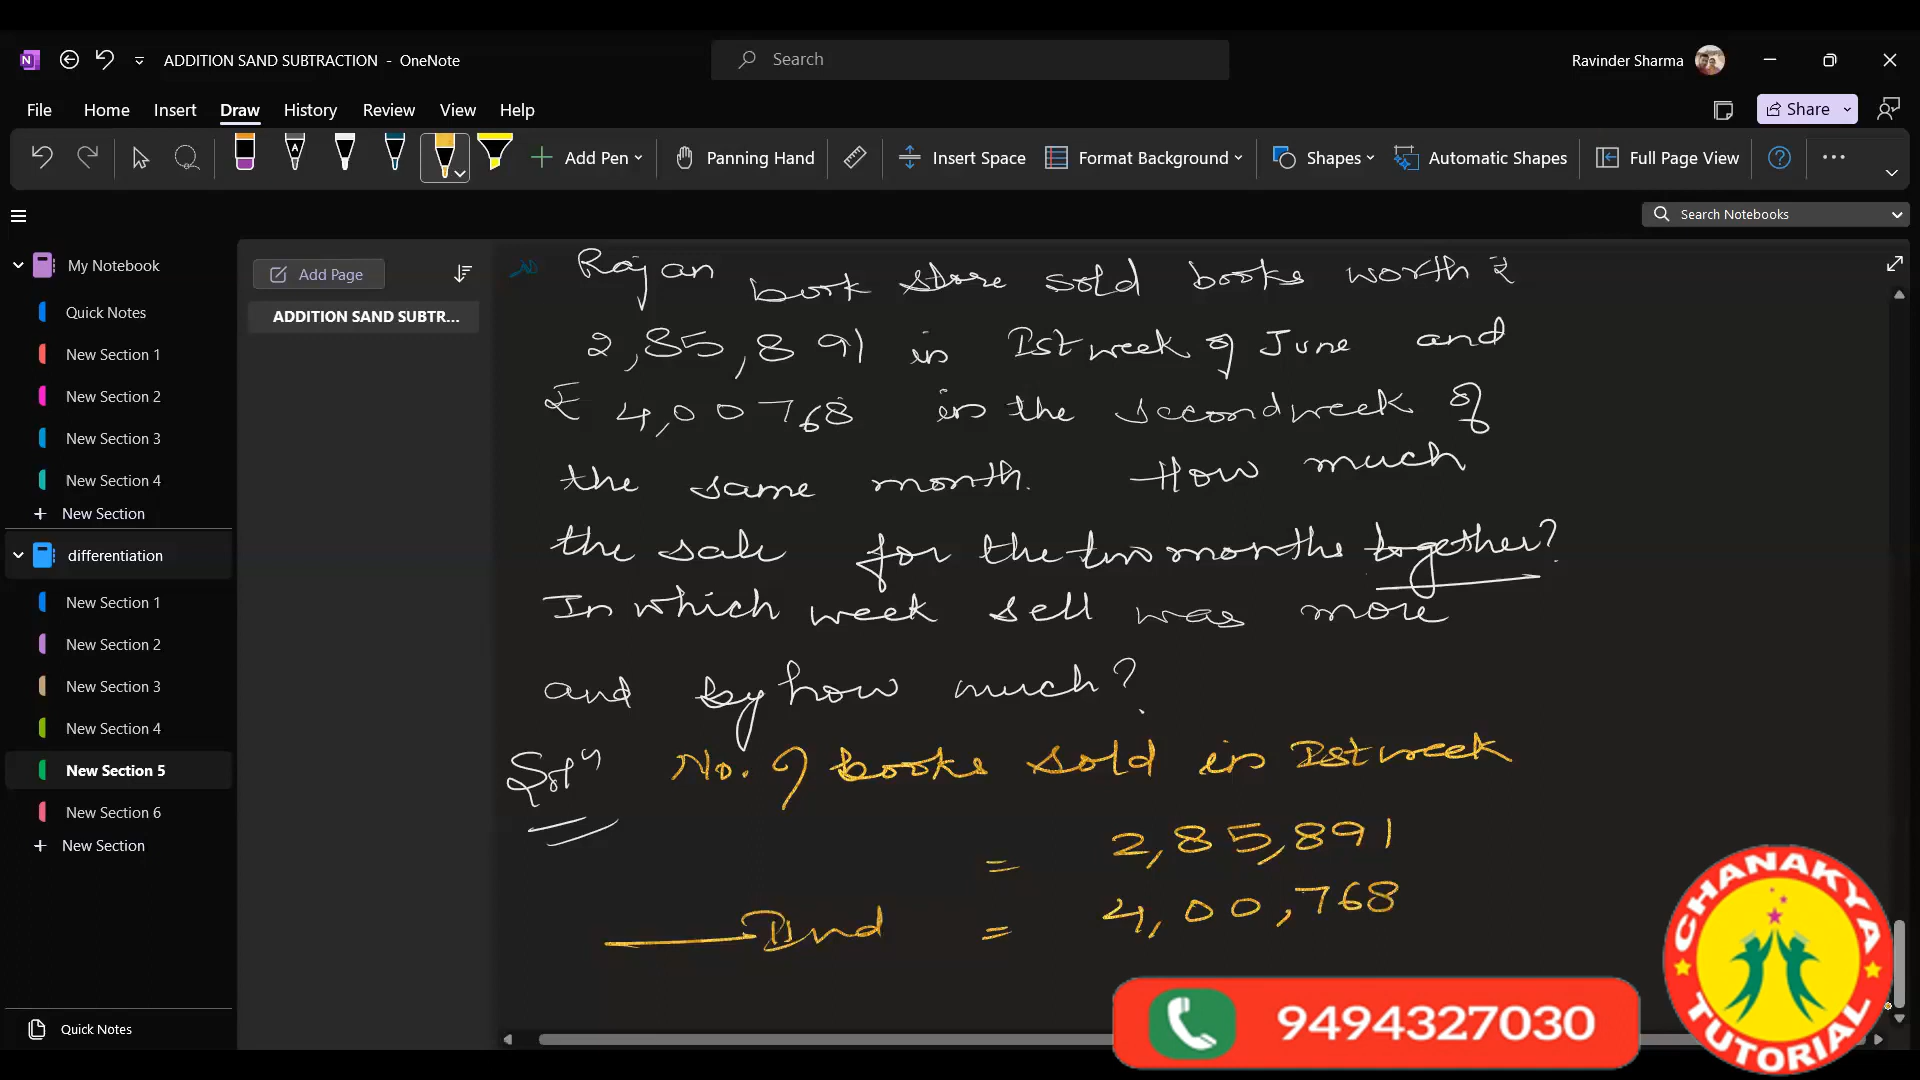 ADDITION SAND SUBTRACTION - OneNote
Search
Ravinder Sharma
File Home Insert Draw History Review View Help
Share
Add Pen
Panning Hand
Insert Space
Format Background
Shapes
Automatic Shapes
Full Page View
Search Notebooks
My Notebook
Quick Notes
New Section 1
New Section 2
New Section 3
New Section 4
+ New Section
differentiation
New Section 1
New Section 2
New Section 3
New Section 4
New Section 5
New Section 6
+ New Section
Quick Notes
Add Page
ADDITION SAND SUBTR...
Rajan book store sold books worth ₹
2,85,891 in Ist week of June and
₹ 4,00768 in the second week of
the same month. How much
the sale for the two months together?
In which week sell was more
and by how much?
Solⁿ No. of books sold in Ist week
= 2,85,891
IInd = 4,00,768
9494327030
CHANAKYA
TUTORIAL